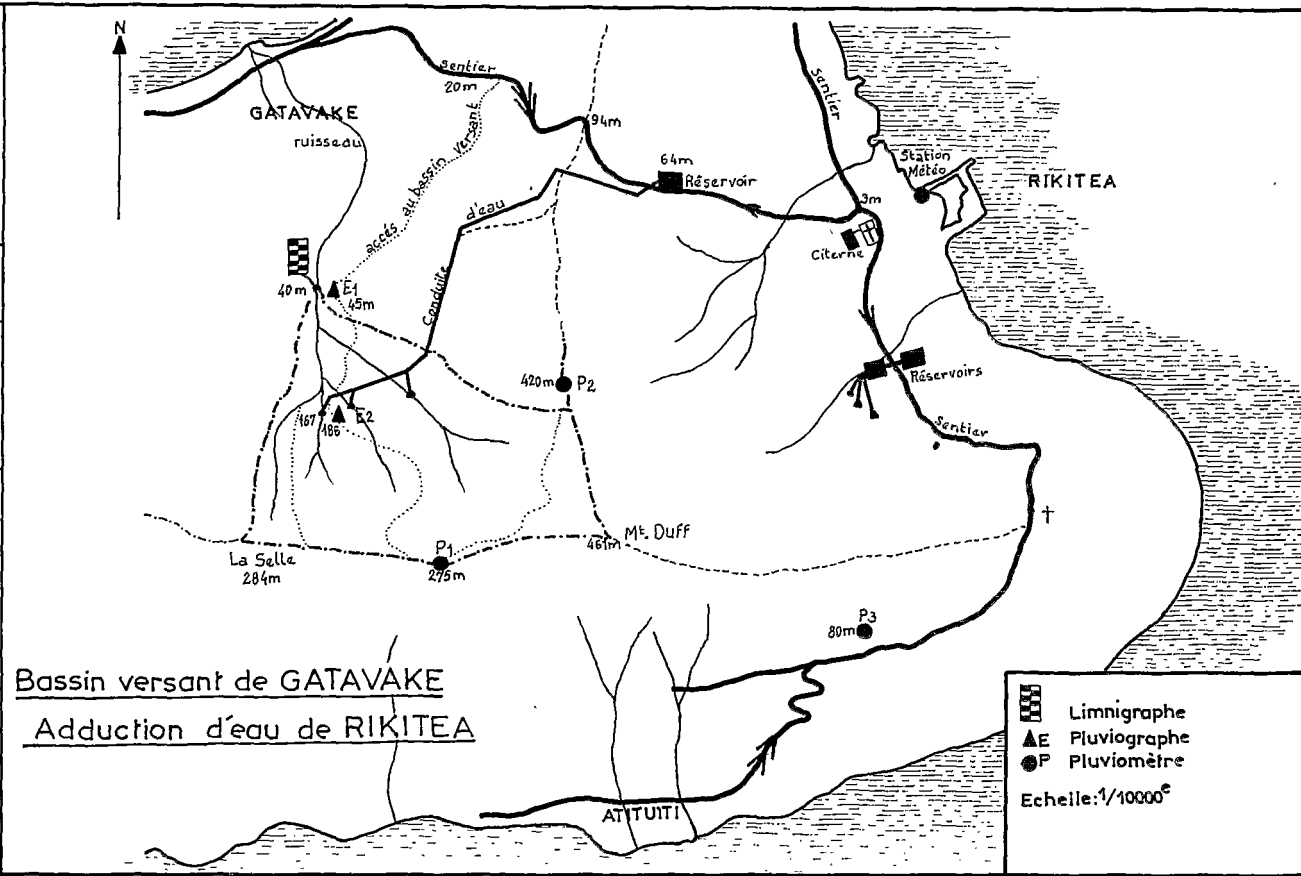 N
Sentier
20m
GATAVAKE
ruisseau
accés au bassin versant
94m
64m
Réservoir
Sentier
Station
Météo
RIKITEA
3m
Citerne
d'eau
Conduite
40m
E1
45m
420m
P2
Réservoirs
167
186
E2
Sentier
La Selle
284m
P1
275m
461m
Mt. Duff
P3
80m
Bassin versant de GATAVAKE
Adduction d'eau de RIKITEA
ATITUITI
Limnigraphe
E Pluviographe
P Pluviomètre
Echelle:1/10000e